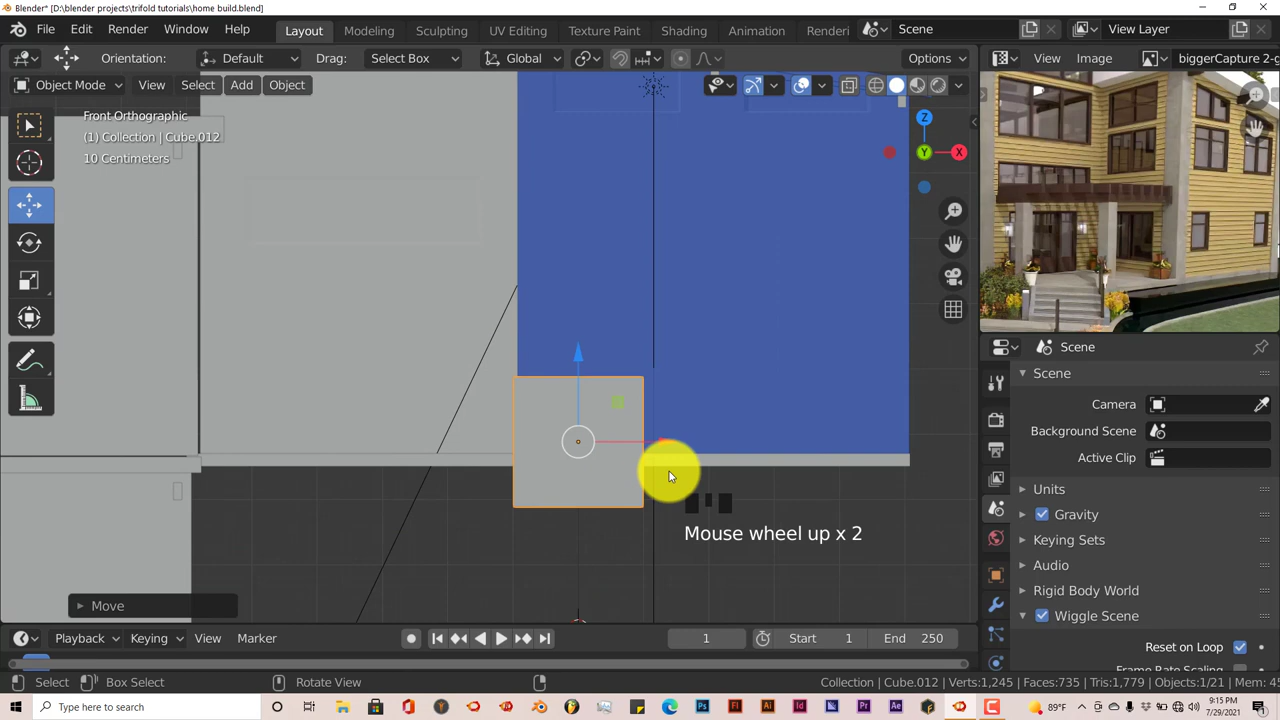 Blender* [D:\blender projects\trifold tutorials\home build.blend]
File Edit Render Window Help Layout Modeling Sculpting UV Editing Texture Paint Shading Animation Renderi Scene View Layer
Orientation: Default Drag: Select Box Global Options View Image biggerCapture 2-g
Object Mode View Select Add Object
Front Orthographic
(1) Collection | Cube.012
10 Centimeters
Z
Y
X
Scene
Scene
Camera
Background Scene
Active Clip
Units
Gravity
Keying Sets
Audio
Rigid Body World
Wiggle Scene
Reset on Loop
Frame Rate Scaling
Mouse wheel up x 2
Move
Playback Keying View Marker 1 Start 1 End 250
Select Box Select Rotate View Collection | Cube.012 | Verts:1,245 | Faces:735 | Tris:1,779 | Objects:1/21 | Mem: 45
Type here to search
89°F
9:15 PM
7/29/2021